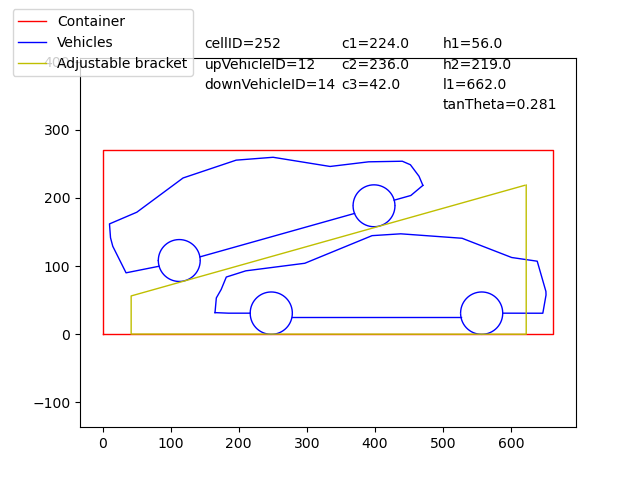 Container
Vehicles
Adjustable bracket
cellID=252
upVehicleID=12
downVehicleID=14
c1=224.0
c2=236.0
c3=42.0
h1=56.0
h2=219.0
l1=662.0
tanTheta=0.281
400
300
200
100
0
−100
0 100 200 300 400 500 600